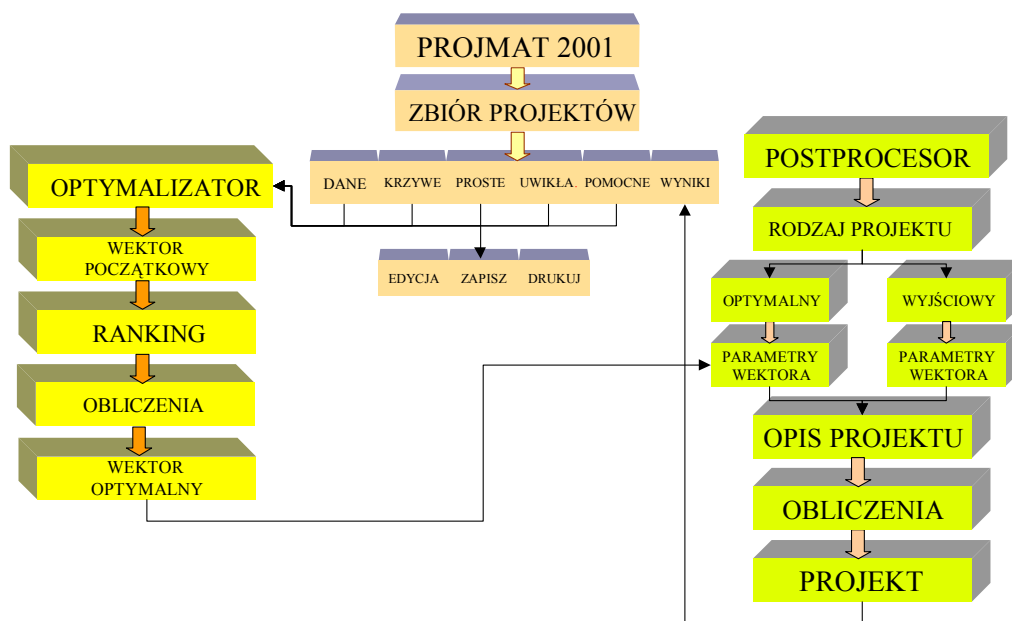 PROJMAT 2001
ZBIÓR PROJEKTÓW
DANE
KRZYWE
PROSTE
UWIKŁA.
POMOCNE
WYNIKI
EDYCJA
ZAPISZ
DRUKUJ
OPTYMALIZATOR
WEKTOR
POCZĄTKOWY
RANKING
OBLICZENIA
WEKTOR
OPTYMALNY
POSTPROCESOR
RODZAJ PROJEKTU
OPTYMALNY
WYJŚCIOWY
PARAMETRY
WEKTORA
PARAMETRY
WEKTORA
OPIS PROJEKTU
OBLICZENIA
PROJEKT